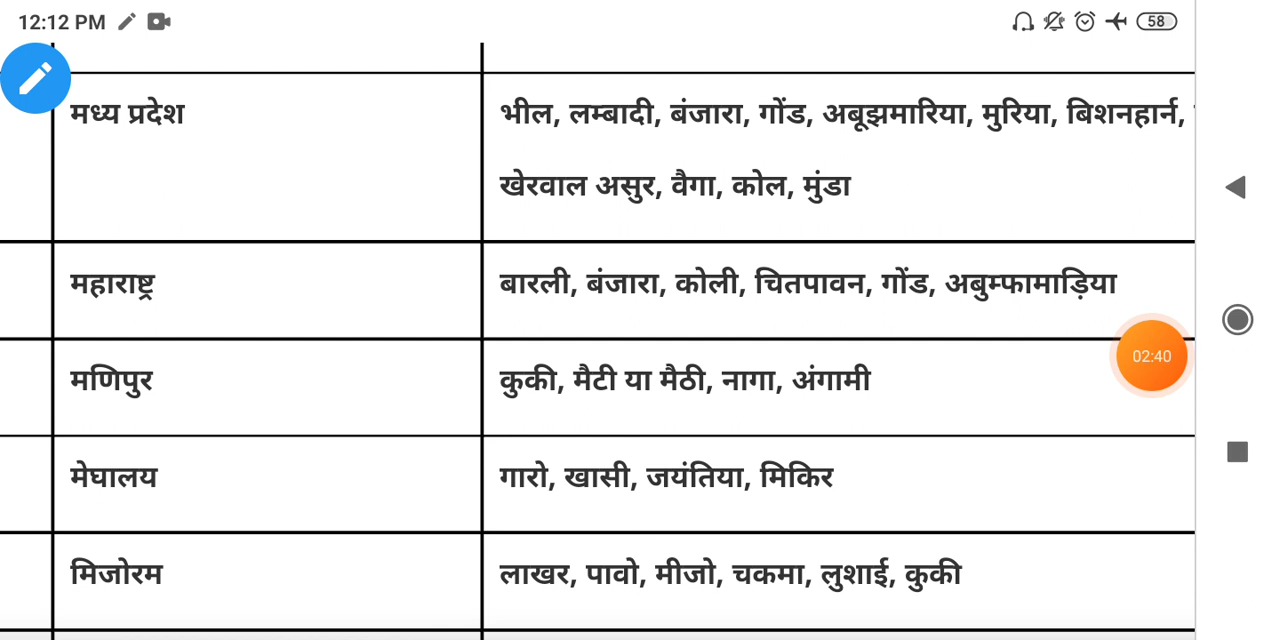 12:12 PM
58
मध्य प्रदेश
भील, लम्बादी, बंजारा, गोंड, अबूझमारिया, मुरिया, बिशनहार्न,
खेरवाल असुर, वैगा, कोल, मुंडा
महाराष्ट्र
बारली, बंजारा, कोली, चितपावन, गोंड, अबुम्फामाड़िया
02:40
मणिपुर
कुकी, मैटी या मैठी, नागा, अंगामी
मेघालय
गारो, खासी, जयंतिया, मिकिर
मिजोरम
लाखर, पावो, मीजो, चकमा, लुशाई, कुकी